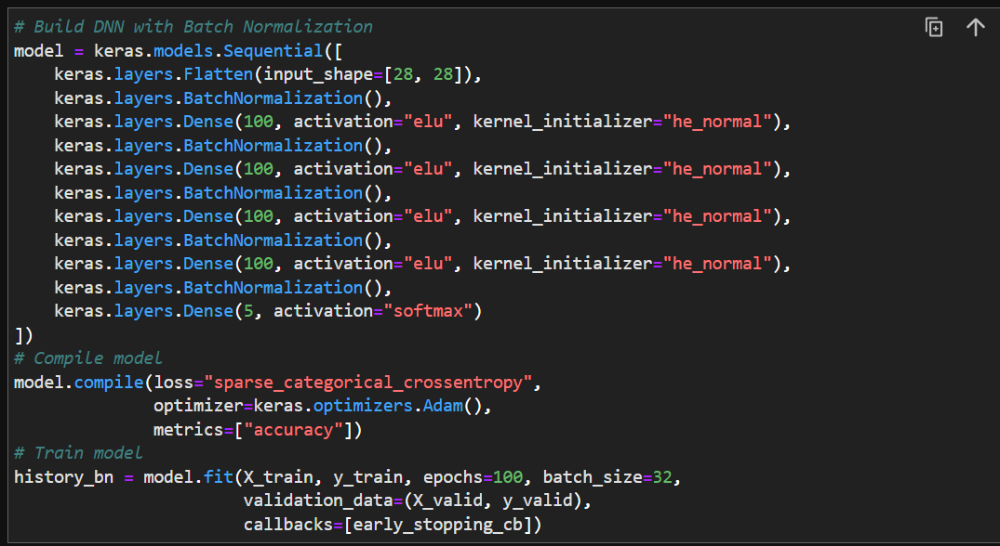 # Build DNN with Batch Normalization
model = keras.models.Sequential([
    keras.layers.Flatten(input_shape=[28, 28]),
    keras.layers.BatchNormalization(),
    keras.layers.Dense(100, activation="elu", kernel_initializer="he_normal"),
    keras.layers.BatchNormalization(),
    keras.layers.Dense(100, activation="elu", kernel_initializer="he_normal"),
    keras.layers.BatchNormalization(),
    keras.layers.Dense(100, activation="elu", kernel_initializer="he_normal"),
    keras.layers.BatchNormalization(),
    keras.layers.Dense(100, activation="elu", kernel_initializer="he_normal"),
    keras.layers.BatchNormalization(),
    keras.layers.Dense(5, activation="softmax")
])
# Compile model
model.compile(loss="sparse_categorical_crossentropy",
              optimizer=keras.optimizers.Adam(),
              metrics=["accuracy"])
# Train model
history_bn = model.fit(X_train, y_train, epochs=100, batch_size=32,
                       validation_data=(X_valid, y_valid),
                       callbacks=[early_stopping_cb])